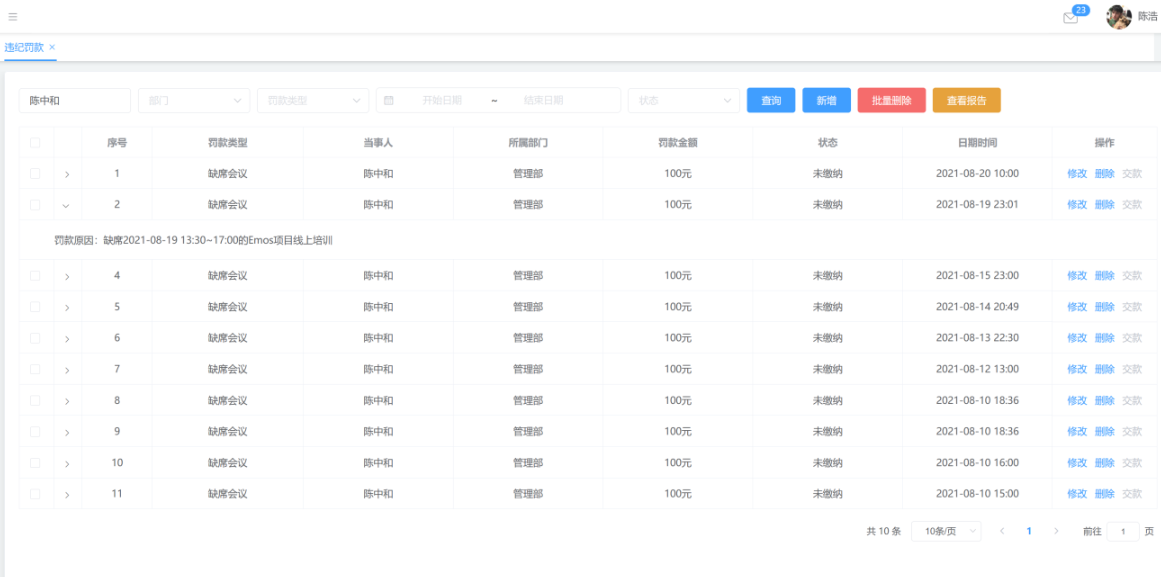 23 陈浩
违纪罚款 ×
陈中和 部门 罚款类型 开始日期 ~ 结束日期 状态 查询 新增 批量删除 查看报告
序号 罚款类型 当事人 所属部门 罚款金额 状态 日期时间 操作
1 缺席会议 陈中和 管理部 100元 未缴纳 2021-08-20 10:00 修改 删除 交款
2 缺席会议 陈中和 管理部 100元 未缴纳 2021-08-19 23:01 修改 删除 交款
罚款原因：缺席2021-08-19 13:30~17:00的Emos项目线上培训
4 缺席会议 陈中和 管理部 100元 未缴纳 2021-08-15 23:00 修改 删除 交款
5 缺席会议 陈中和 管理部 100元 未缴纳 2021-08-14 20:49 修改 删除 交款
6 缺席会议 陈中和 管理部 100元 未缴纳 2021-08-13 22:30 修改 删除 交款
7 缺席会议 陈中和 管理部 100元 未缴纳 2021-08-12 13:00 修改 删除 交款
8 缺席会议 陈中和 管理部 100元 未缴纳 2021-08-10 18:36 修改 删除 交款
9 缺席会议 陈中和 管理部 100元 未缴纳 2021-08-10 18:36 修改 删除 交款
10 缺席会议 陈中和 管理部 100元 未缴纳 2021-08-10 16:00 修改 删除 交款
11 缺席会议 陈中和 管理部 100元 未缴纳 2021-08-10 15:00 修改 删除 交款
共 10 条 10条/页 1 前往 1 页